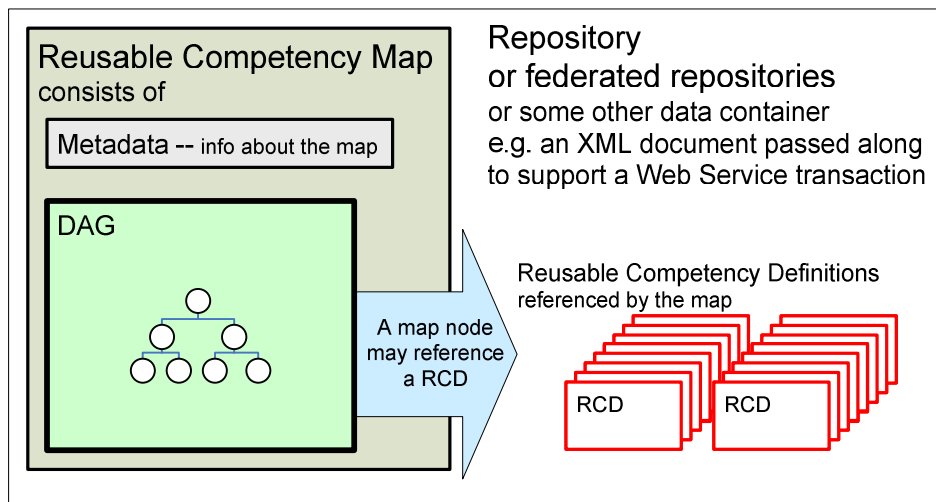 Reusable Competency Map
consists of
Metadata -- info about the map
DAG
A map node
may reference
a RCD
Repository
or federated repositories
or some other data container
e.g. an XML document passed along
to support a Web Service transaction
Reusable Competency Definitions
referenced by the map
RCD
RCD